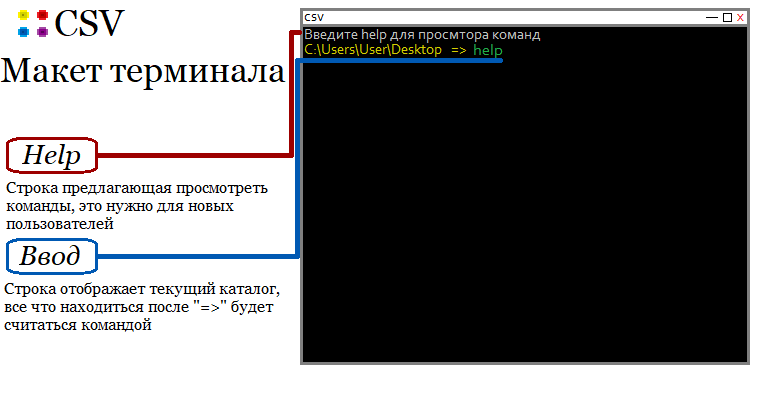 CSV
Макет терминала
Help
Строка предлагающая просмотреть
команды, это нужно для новых
пользователей
Ввод
Строка отображает текущий каталог,
все что находиться после "=>" будет
считаться командой
CSV
Введите help для просмтора команд
C:\Users\User\Desktop => help